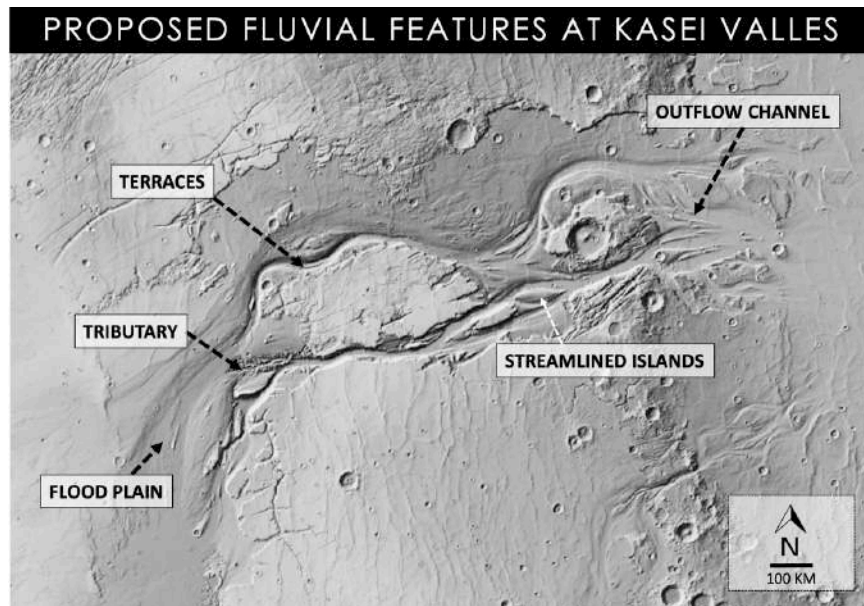 PROPOSED FLUVIAL FEATURES AT KASEI VALLES
OUTFLOW CHANNEL
TERRACES
TRIBUTARY
STREAMLINED ISLANDS
FLOOD PLAIN
N
100 KM